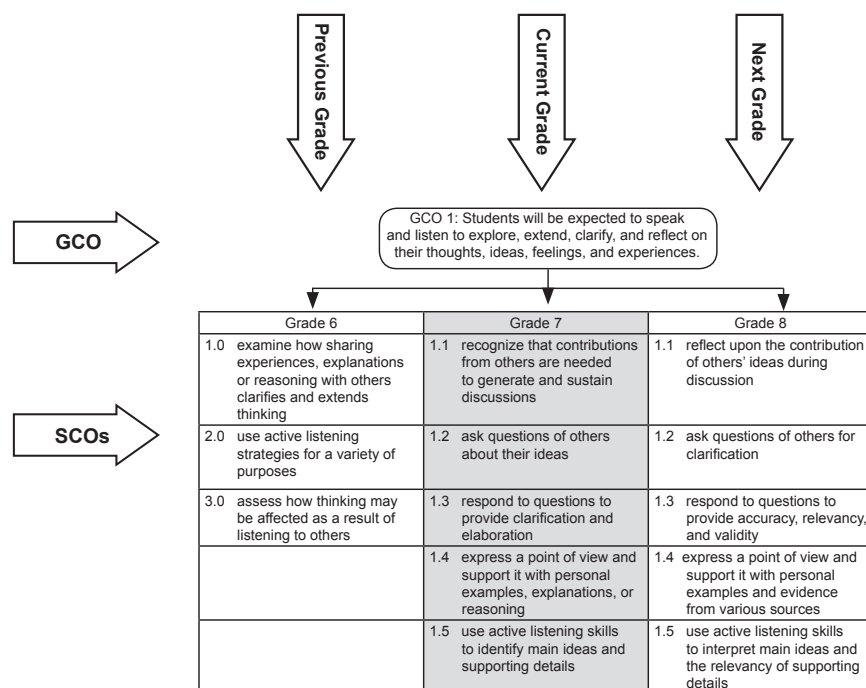 Previous Grade
Current Grade
Next Grade
GCO
GCO 1: Students will be expected to speak
and listen to explore, extend, clarify, and reflect on
their thoughts, ideas, feelings, and experiences.
SCOs
Grade 6
Grade 7
Grade 8
1.0 examine how sharing
experiences, explanations
or reasoning with others
clarifies and extends
thinking
1.1 recognize that contributions
from others are needed
to generate and sustain
discussions
1.1 reflect upon the contribution
of others' ideas during
discussion
2.0 use active listening
strategies for a variety of
purposes
1.2 ask questions of others
about their ideas
1.2 ask questions of others for
clarification
3.0 assess how thinking may
be affected as a result of
listening to others
1.3 respond to questions to
provide clarification and
elaboration
1.3 respond to questions to
provide accuracy, relevancy,
and validity
1.4 express a point of view and
support it with personal
examples, explanations, or
reasoning
1.4 express a point of view and
support it with personal
examples and evidence
from various sources
1.5 use active listening skills
to identify main ideas and
supporting details
1.5 use active listening skills
to interpret main ideas and
the relevancy of supporting
details